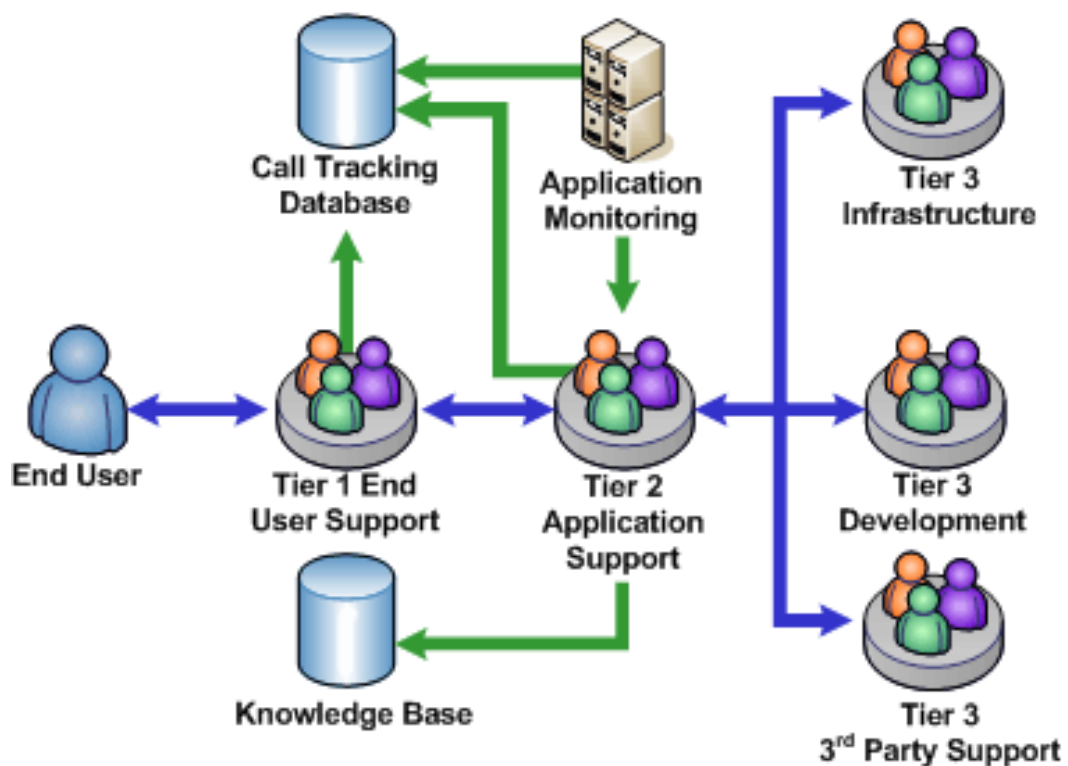 Call Tracking
Database
Application
Monitoring
Tier 3
Infrastructure
End User
Tier 1 End
User Support
Tier 2
Application
Support
Tier 3
Development
Knowledge Base
Tier 3
3rd Party Support